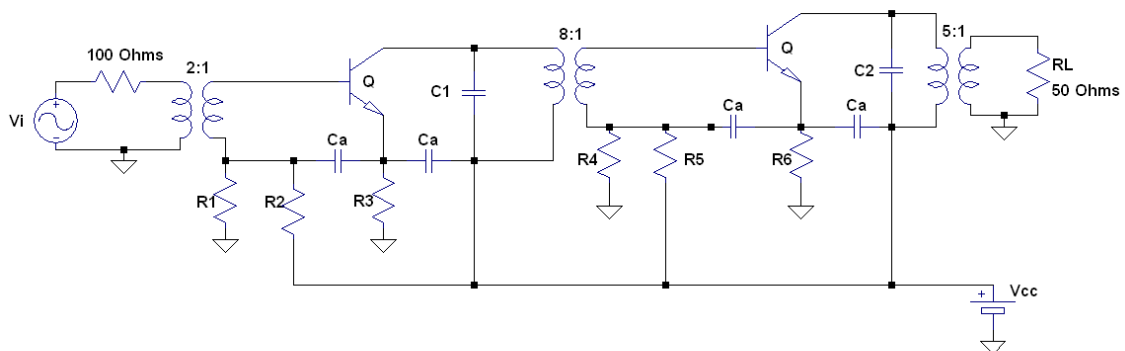 100 Ohms
2:1
Vi
Q
R1
R2
Ca
Ca
R3
C1
8:1
R4
R5
Ca
Q
R6
Ca
C2
5:1
RL
50 Ohms
+
Vcc